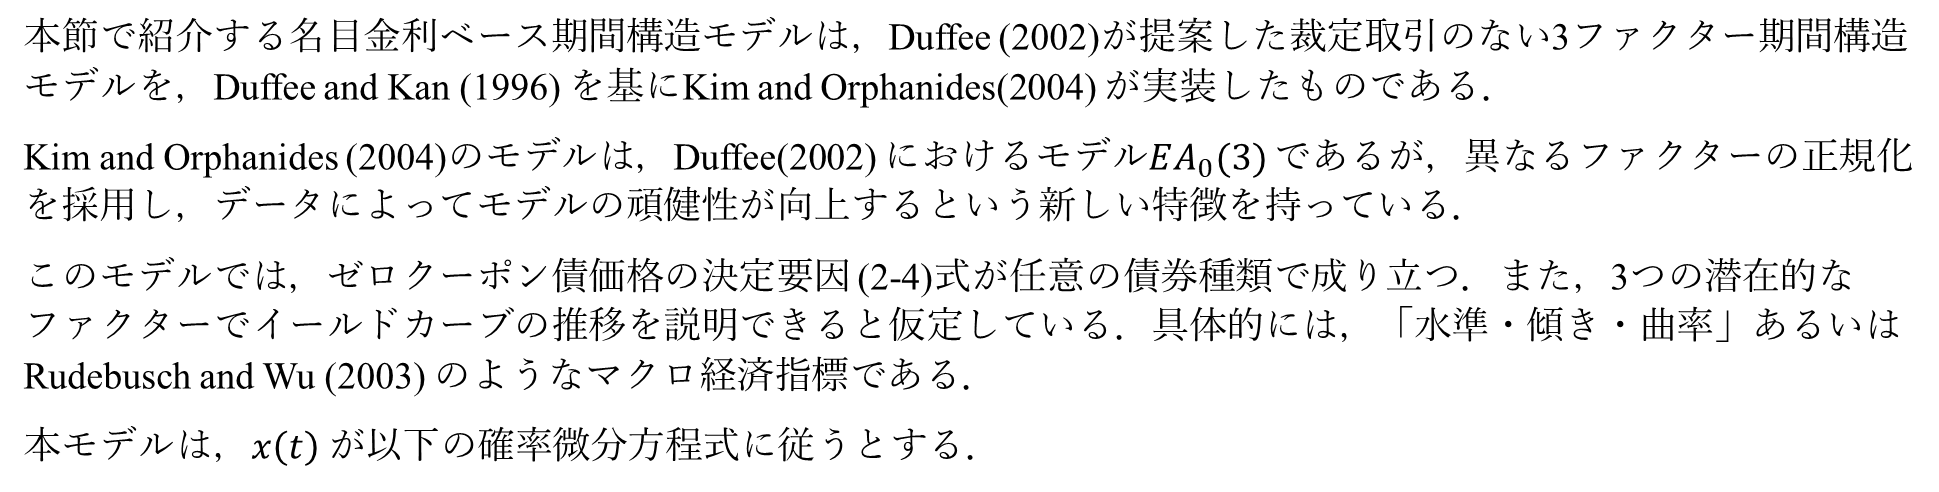 本節で紹介する名目金利ベース期間構造モデルは，Duffee (2002)が提案した裁定取引のない3ファクター期間構造
モデルを，Duffee and Kan (1996) を基にKim and Orphanides(2004) が実装したものである．
Kim and Orphanides (2004)のモデルは，Duffee(2002) におけるモデルEA₀(3) であるが，異なるファクターの正規化
を採用し，データによってモデルの頑健性が向上するという新しい特徴を持っている．
このモデルでは，ゼロクーポン債価格の決定要因 (2-4)式が任意の債券種類で成り立つ．また，3つの潜在的な
ファクターでイールドカーブの推移を説明できると仮定している．具体的には，「水準・傾き・曲率」あるいは
Rudebusch and Wu (2003) のようなマクロ経済指標である．
本モデルは，x(t) が以下の確率微分方程式に従うとする．